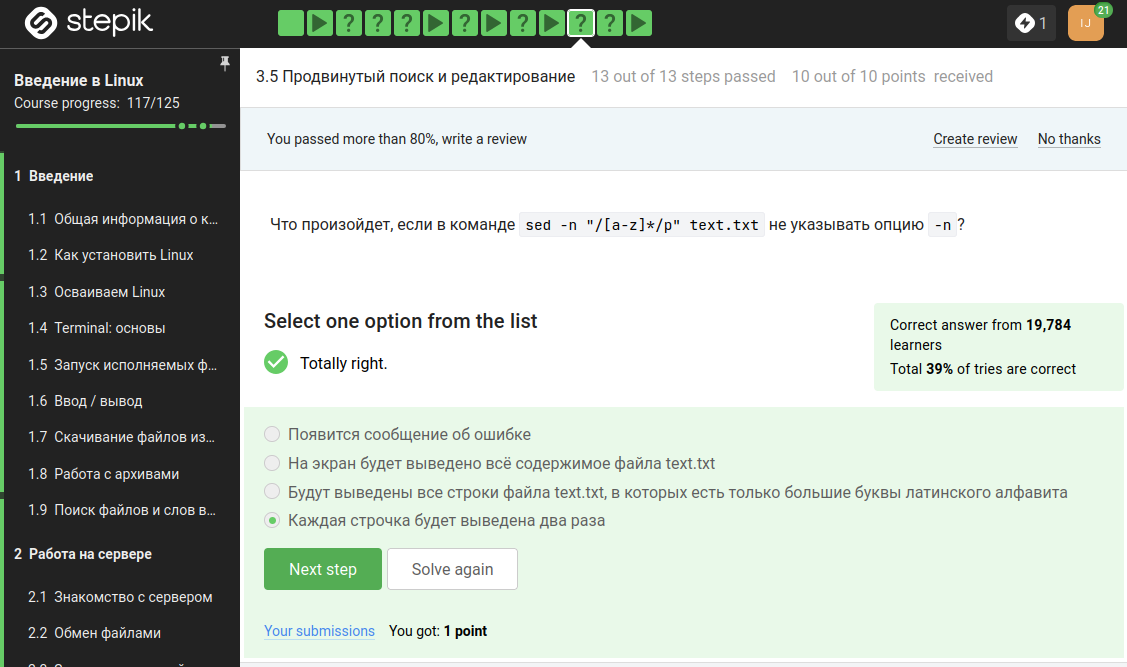 stepik
? ? ? ? ? ? ?
1
IJ
21
Введение в Linux
Course progress: 117/125
3.5 Продвинутый поиск и редактирование 13 out of 13 steps passed 10 out of 10 points received
You passed more than 80%, write a review
Create review No thanks
1 Введение
1.1 Общая информация о к...
1.2 Как установить Linux
1.3 Осваиваем Linux
1.4 Terminal: основы
1.5 Запуск исполняемых ф...
1.6 Ввод / вывод
1.7 Скачивание файлов из...
1.8 Работа с архивами
1.9 Поиск файлов и слов в...
2 Работа на сервере
2.1 Знакомство с сервером
2.2 Обмен файлами
Что произойдет, если в команде sed -n "/[a-z]*/p" text.txt не указывать опцию -n?
Select one option from the list
Totally right.
Correct answer from 19,784
learners
Total 39% of tries are correct
Появится сообщение об ошибке
На экран будет выведено всё содержимое файла text.txt
Будут выведены все строки файла text.txt, в которых есть только большие буквы латинского алфавита
Каждая строчка будет выведена два раза
Next step Solve again
Your submissions You got: 1 point